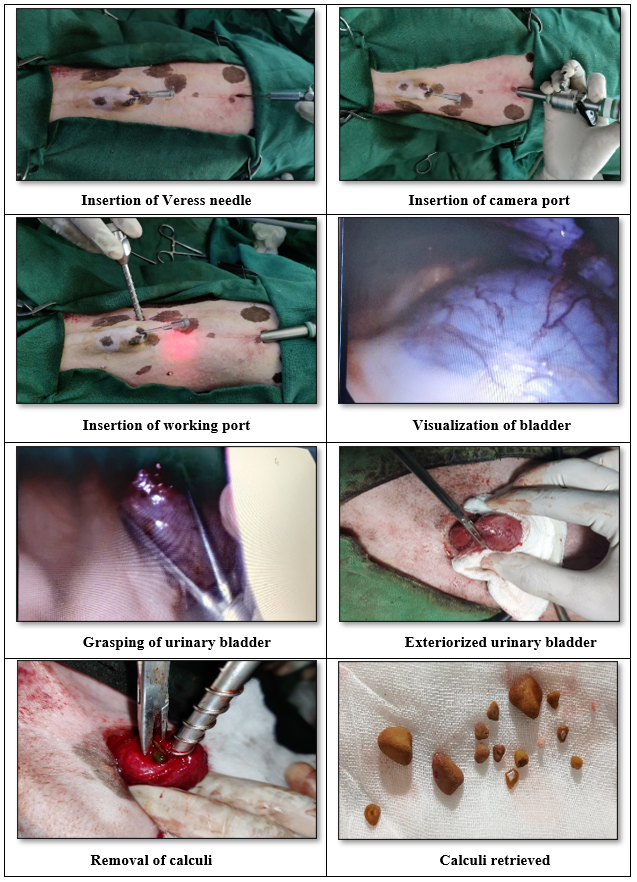 Insertion of Veress needle
Insertion of camera port
Insertion of working port
Visualization of bladder
Grasping of urinary bladder
Exteriorized urinary bladder
Removal of calculi
Calculi retrieved